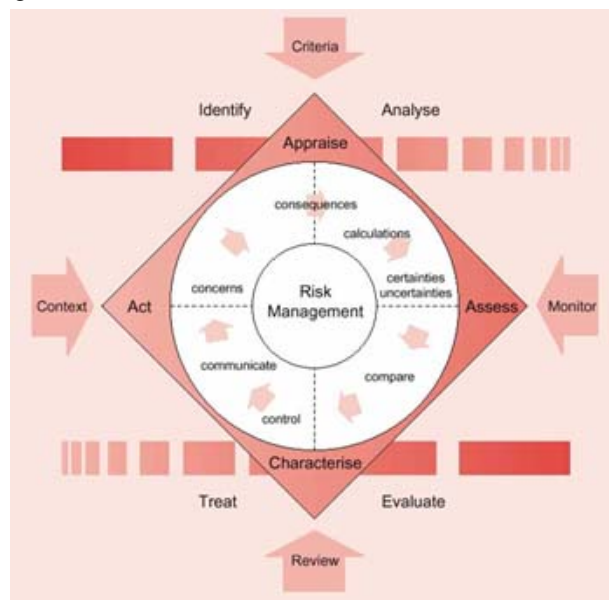 Criteria
Identify
Analyse
Appraise
consequences
calculations
concerns
certainties
uncertainties
Risk
Management
Context
Act
Assess
Monitor
communicate
compare
control
Characterise
Treat
Evaluate
Review